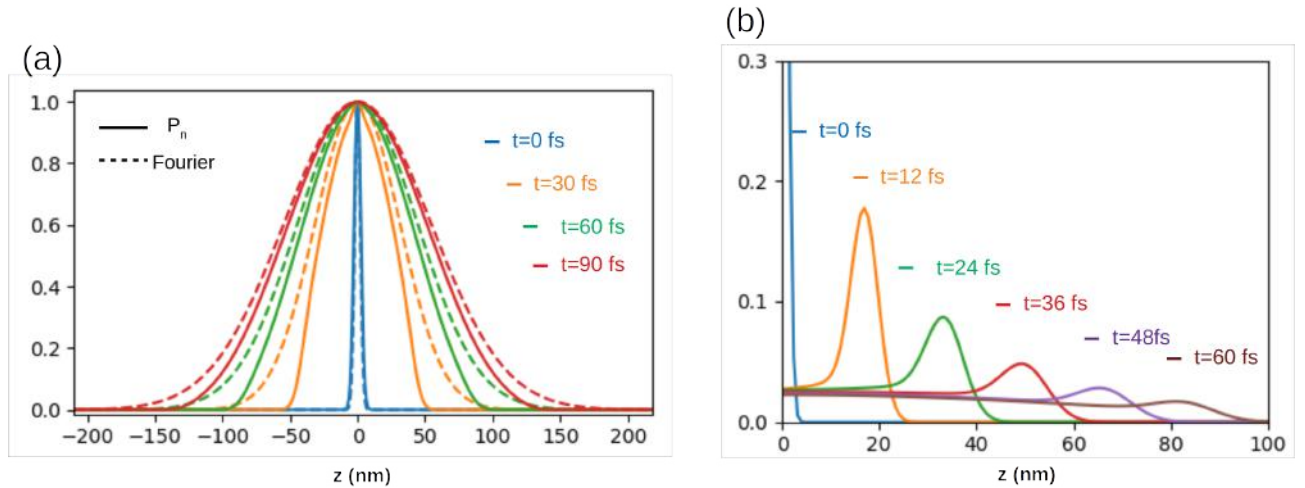 (a)
1.0
0.8
0.6
0.4
0.2
0.0
Pn
Fourier
t=0 fs
t=30 fs
t=60 fs
t=90 fs
−200 −150 −100 −50 0 50 100 150 200
z (nm)
(b)
0.3
0.2
0.1
0.0
t=0 fs
t=12 fs
t=24 fs
t=36 fs
t=48fs
t=60 fs
0 20 40 60 80 100
z (nm)